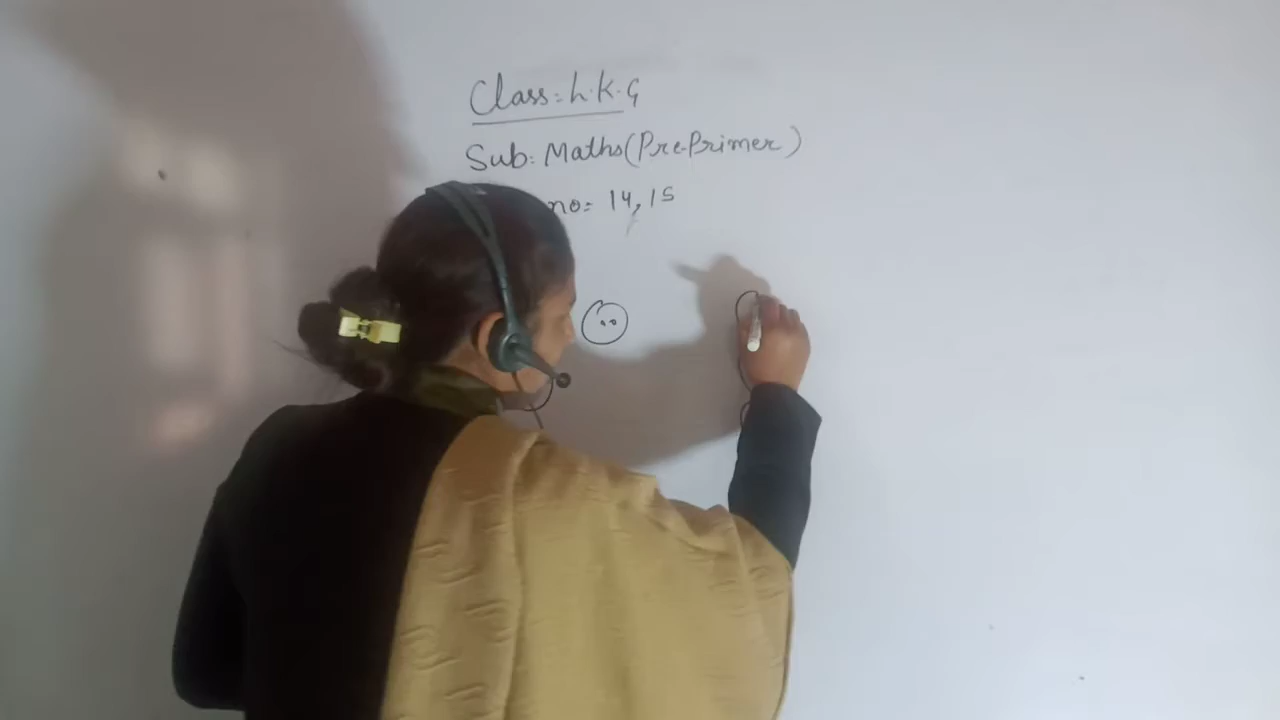 Class:- L.K.G
Sub: Maths (Pre-Primer)
no= 14, 15